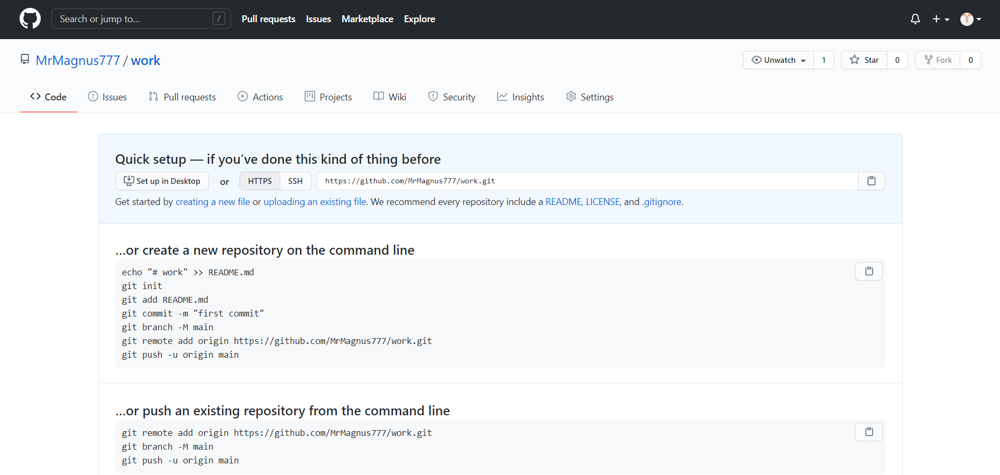 Search or jump to... /
Pull requests Issues Marketplace Explore
MrMagnus777 / work
Unwatch 1 Star 0 Fork 0
Code Issues Pull requests Actions Projects Wiki Security Insights Settings
Quick setup — if you’ve done this kind of thing before
Set up in Desktop or HTTPS SSH https://github.com/MrMagnus777/work.git
Get started by creating a new file or uploading an existing file. We recommend every repository include a README, LICENSE, and .gitignore.
…or create a new repository on the command line
echo "# work" >> README.md
git init
git add README.md
git commit -m "first commit"
git branch -M main
git remote add origin https://github.com/MrMagnus777/work.git
git push -u origin main
…or push an existing repository from the command line
git remote add origin https://github.com/MrMagnus777/work.git
git branch -M main
git push -u origin main